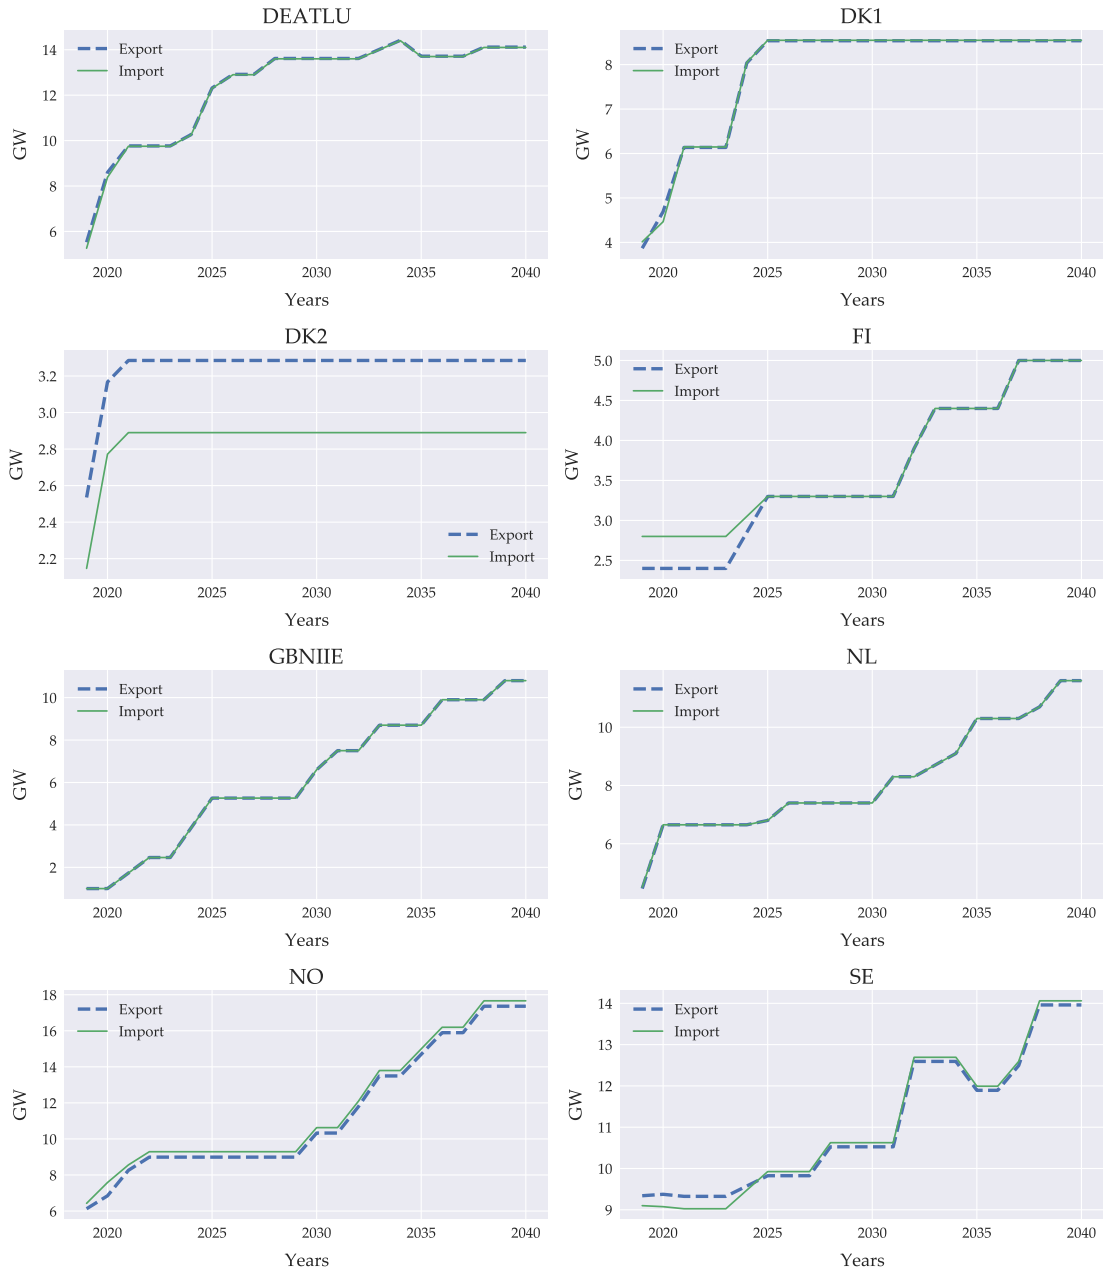 DEATLU
Export
Import
GW
14
12
10
8
6
2020 2025 2030 2035 2040
Years
DK1
Export
Import
GW
8
7
6
5
4
2020 2025 2030 2035 2040
Years
DK2
GW
3.2
3.0
2.8
2.6
2.4
2.2
Export
Import
2020 2025 2030 2035 2040
Years
FI
Export
Import
GW
5.0
4.5
4.0
3.5
3.0
2.5
2020 2025 2030 2035 2040
Years
GBNIIE
Export
Import
GW
10
8
6
4
2
2020 2025 2030 2035 2040
Years
NL
Export
Import
GW
10
8
6
2020 2025 2030 2035 2040
Years
NO
Export
Import
GW
18
16
14
12
10
8
6
2020 2025 2030 2035 2040
Years
SE
Export
Import
GW
14
13
12
11
10
9
2020 2025 2030 2035 2040
Years